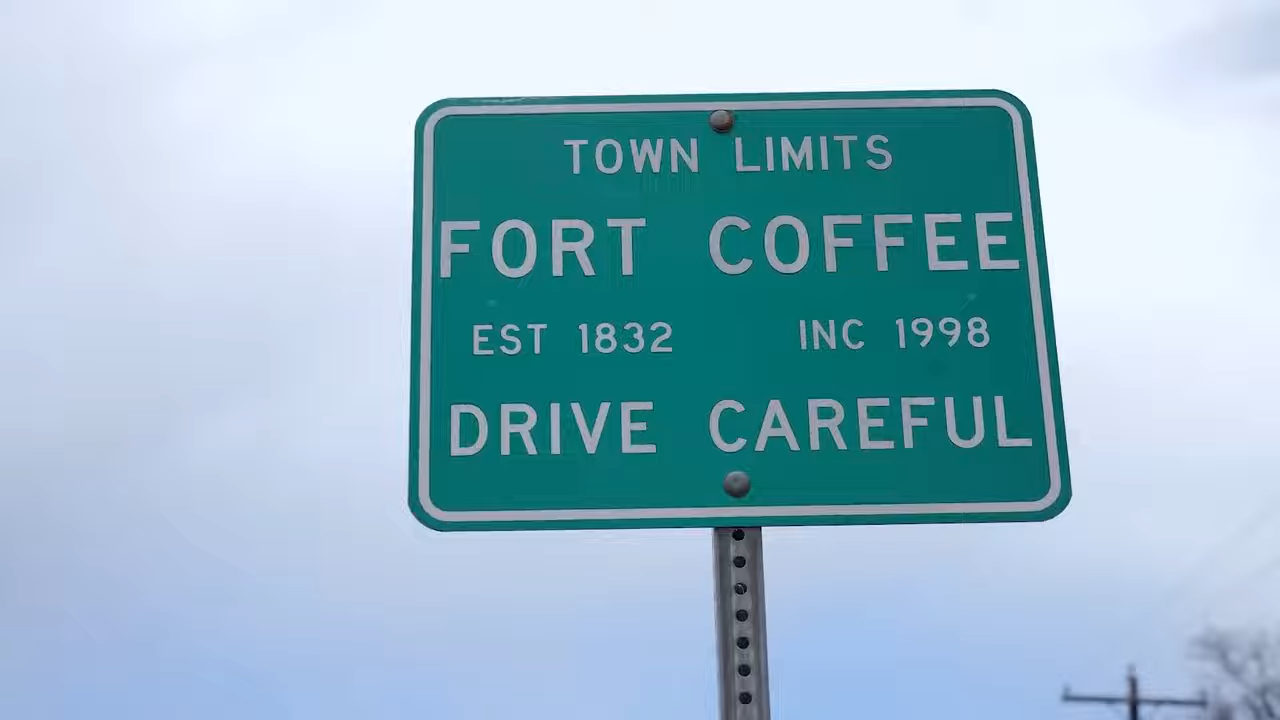 TOWN LIMITS
FORT COFFEE
EST 1832 INC 1998
DRIVE CAREFUL